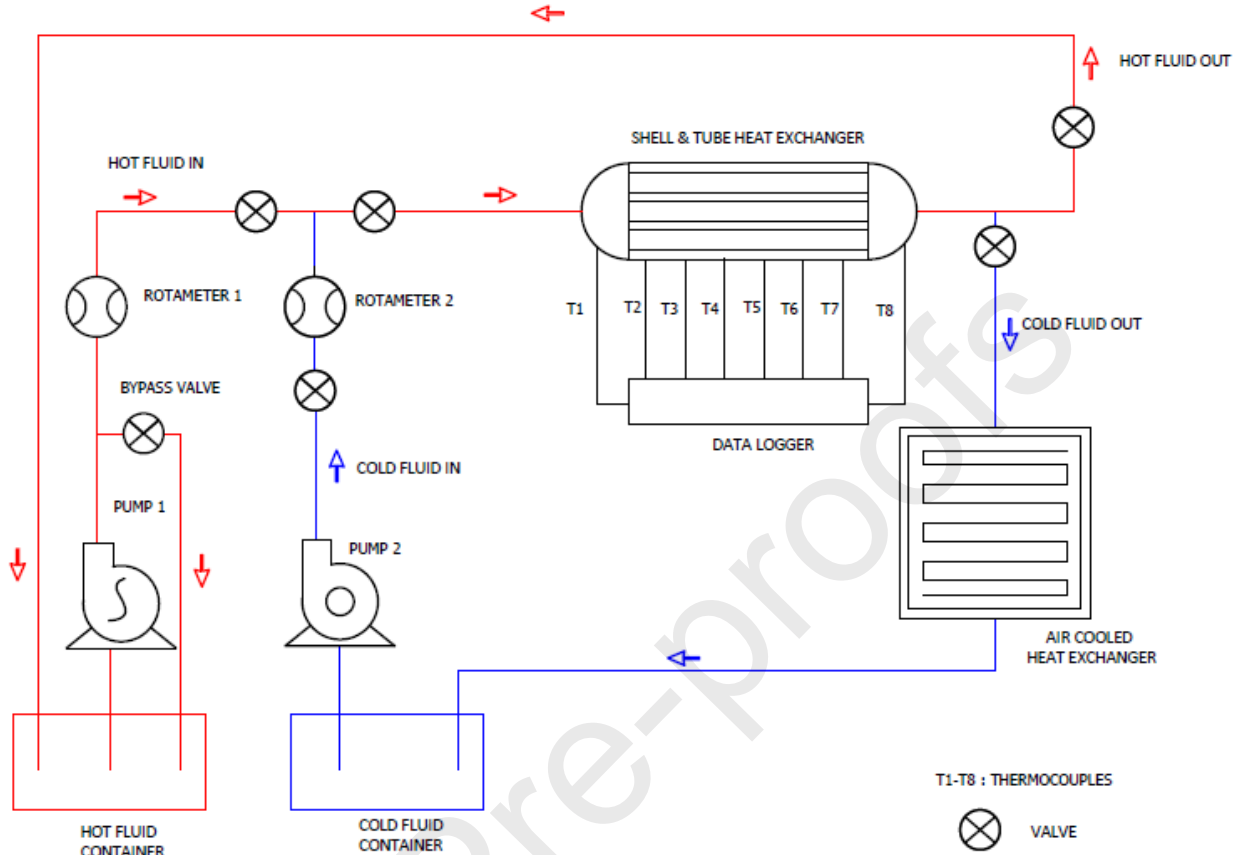 HOT FLUID OUT
SHELL & TUBE HEAT EXCHANGER
HOT FLUID IN
ROTAMETER 1
ROTAMETER 2
T1
T2
T3
T4
T5
T6
T7
T8
COLD FLUID OUT
BYPASS VALVE
DATA LOGGER
COLD FLUID IN
PUMP 1
PUMP 2
AIR COOLED
HEAT EXCHANGER
T1-T8 : THERMOCOUPLES
VALVE
HOT FLUID
CONTAINER
COLD FLUID
CONTAINER
Pre-proofs